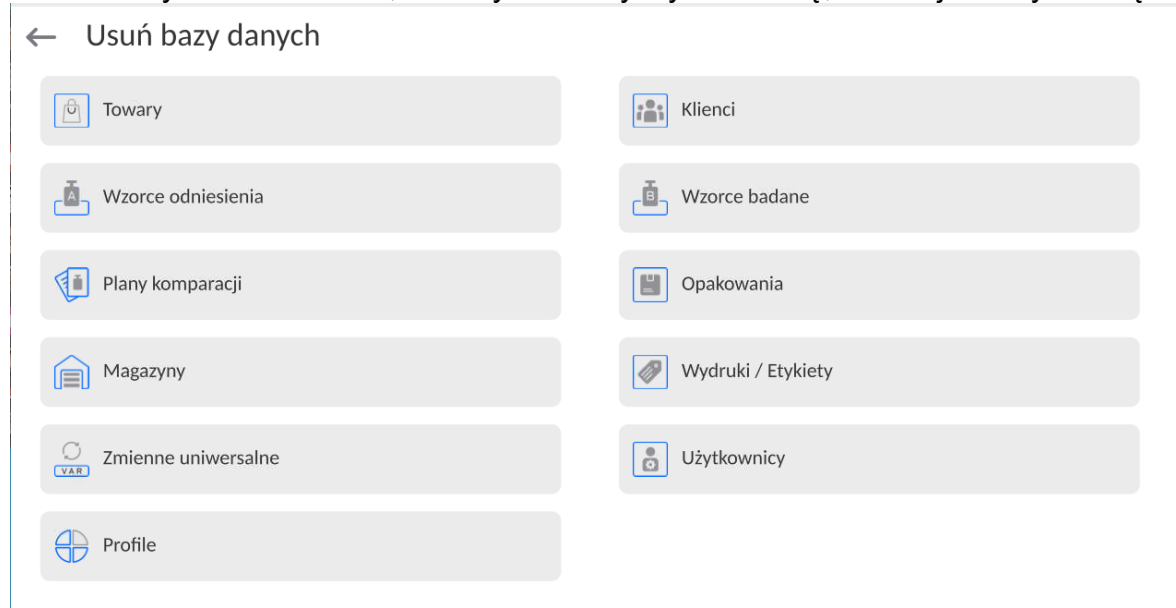 Usuń bazy danych
Towary
Klienci
A
Wzorce odniesienia
B
Wzorce badane
Plany komparacji
Opakowania
Magazyny
Wydruki / Etykiety
VAR
Zmienne uniwersalne
Użytkownicy
Profile